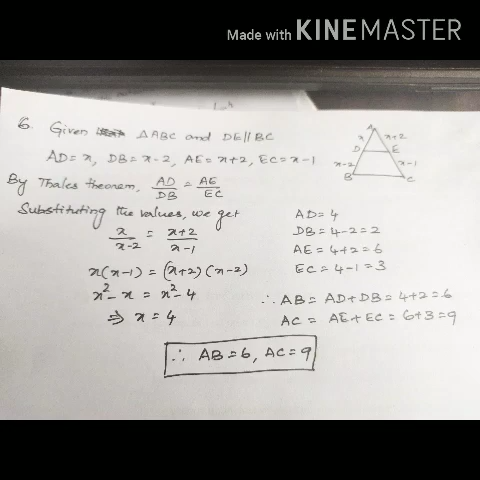 Made with KINEMASTER
6. Given ΔABC and DE||BC
AD = x, DB = x-2, AE = x+2, EC = x-1
By Thales theorem, AD/DB = AE/EC
Substituting the values, we get
x/x-2 = x+2/x-1
x(x-1) = (x+2)(x-2)
x² - x = x² - 4
⇒ x = 4
A
x x+2
D E
x-2 x-1
B C
AD = 4
DB = 4-2 = 2
AE = 4+2 = 6
EC = 4-1 = 3
∴ AB = AD+DB = 4+2 = 6
AC = AE+EC = 6+3 = 9
∴ AB = 6, AC = 9